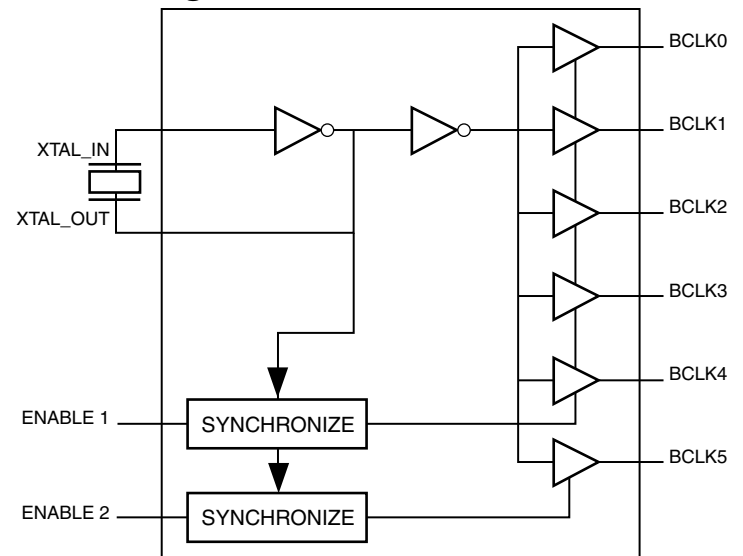 BCLK0
BCLK1
XTAL_IN
XTAL_OUT
BCLK2
BCLK3
BCLK4
ENABLE 1
SYNCHRONIZE
BCLK5
ENABLE 2
SYNCHRONIZE